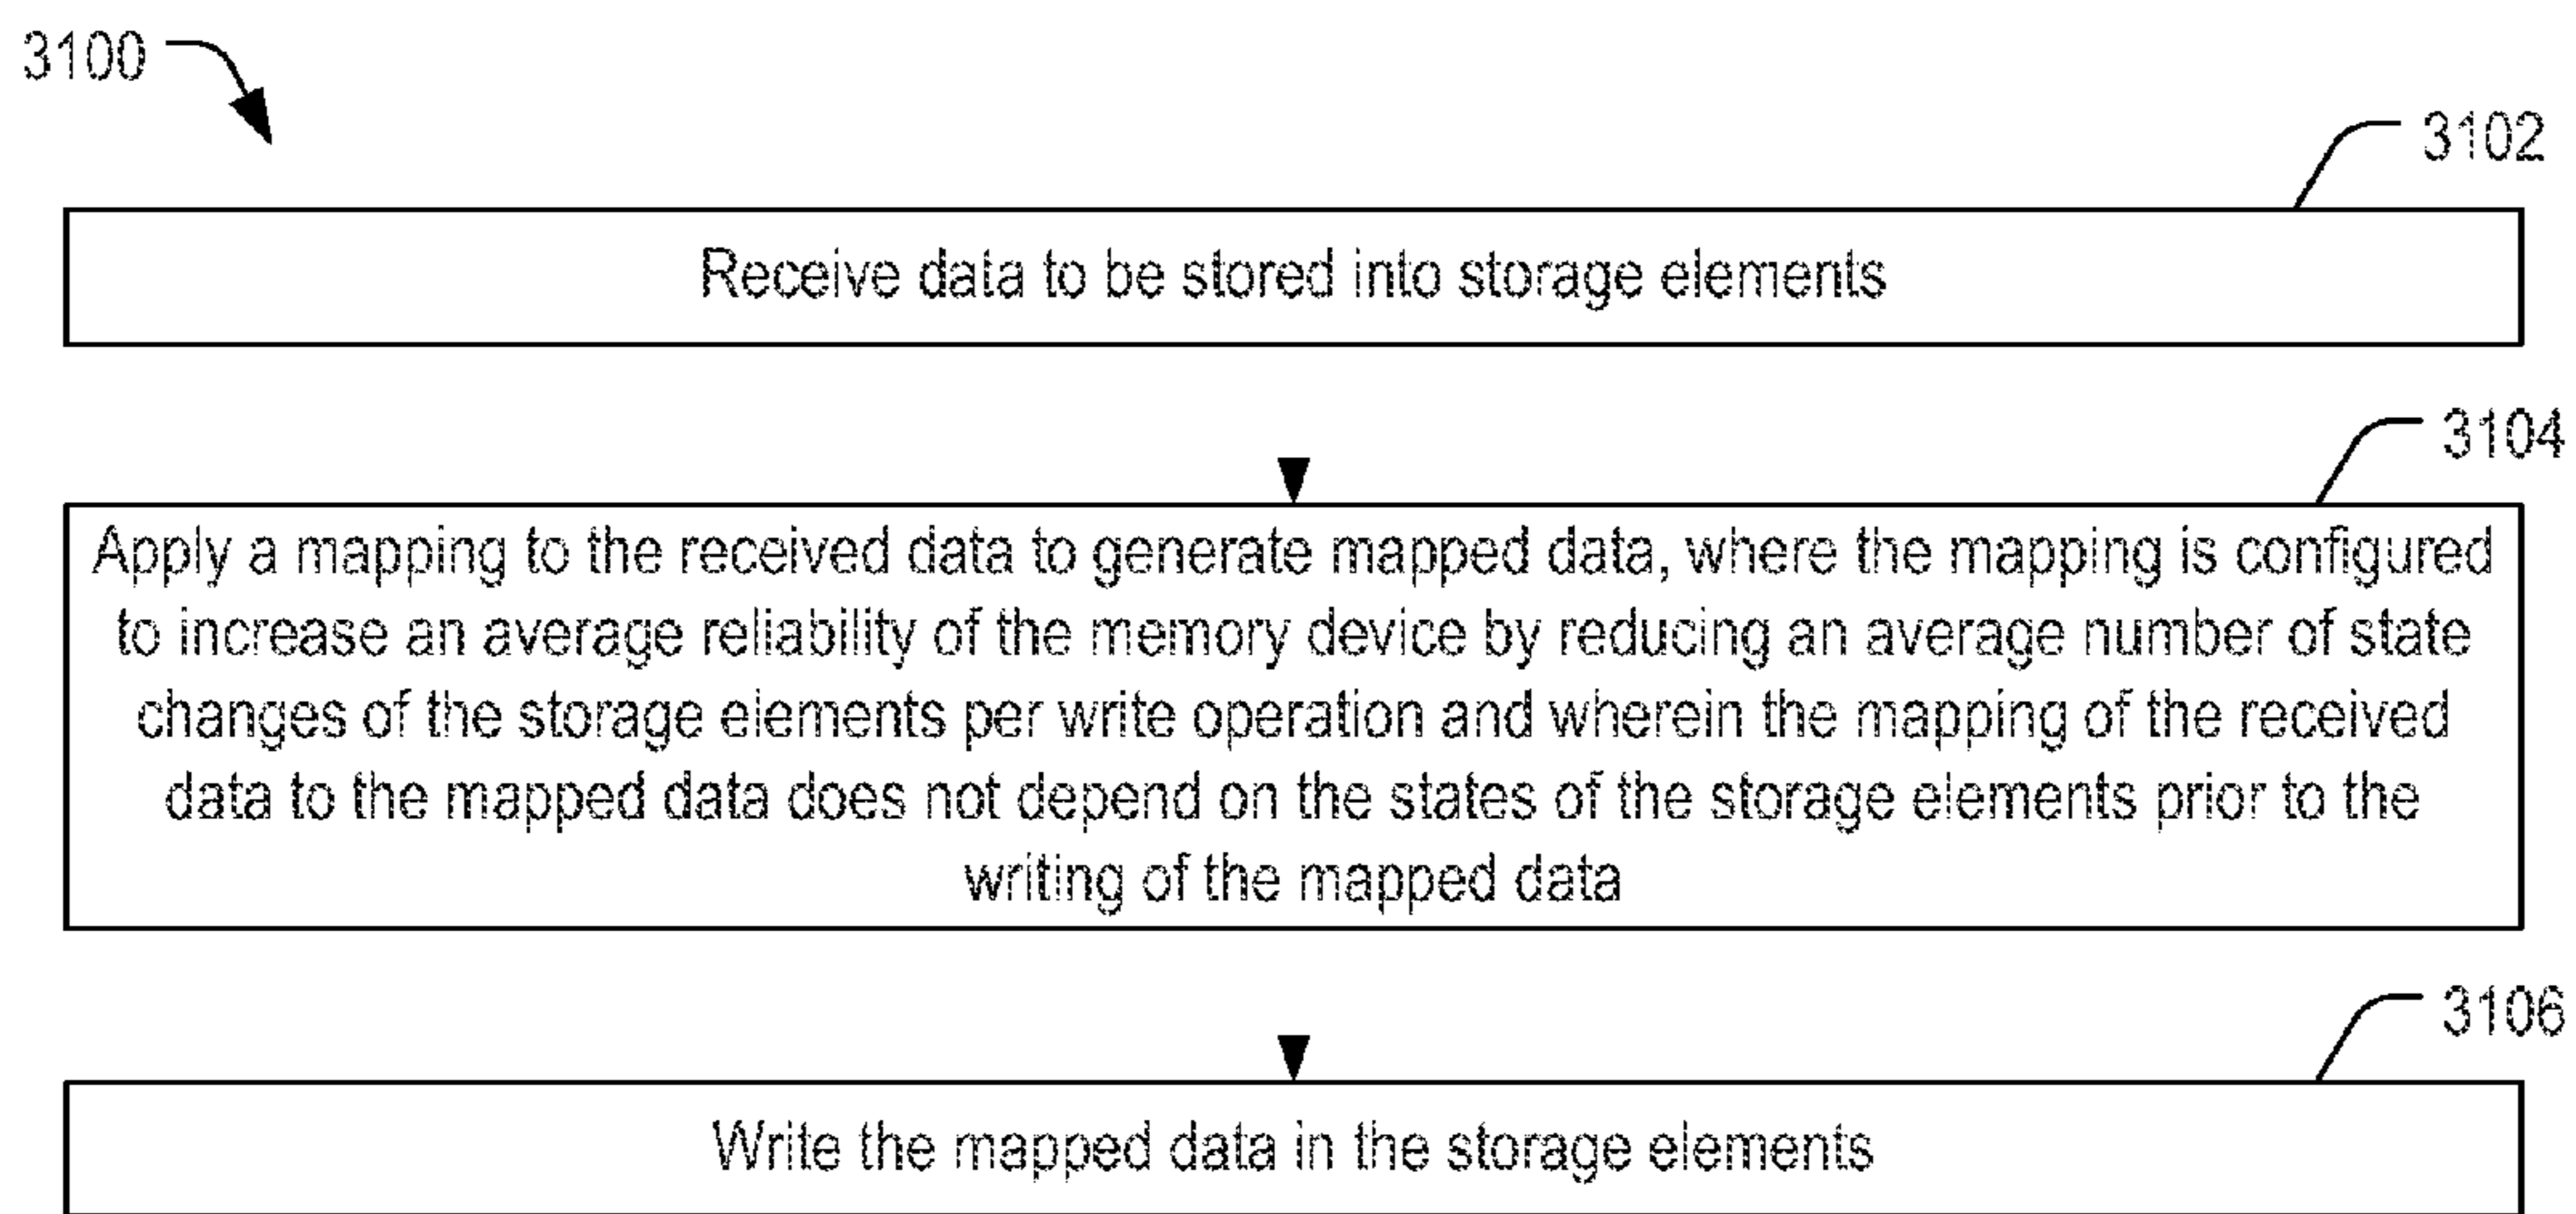 3100
3102
Receive data to be stored into storage elements
3104
Apply a mapping to the received data to generate mapped data, where the mapping is configured
to increase an average reliability of the memory device by reducing an average number of state
changes of the storage elements per write operation and wherein the mapping of the received
data to the mapped data does not depend on the states of the storage elements prior to the
writing of the mapped data
3106
Write the mapped data in the storage elements